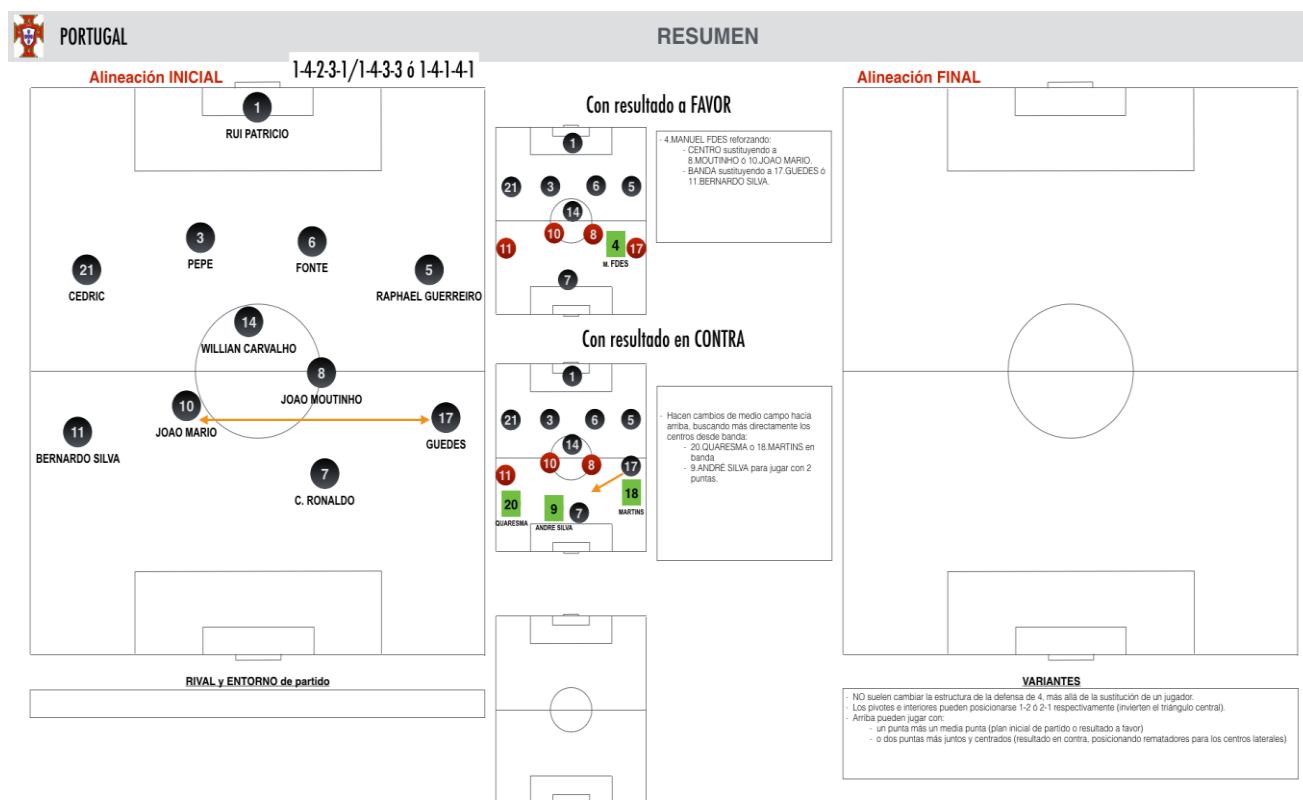 PORTUGAL
RESUMEN
Alineación INICIAL
1-4-2-3-1/1-4-3-3 ó 1-4-1-4-1
1
RUI PATRICIO
3
PEPE
6
FONTE
21
CEDRIC
5
RAPHAEL GUERREIRO
14
WILLIAN CARVALHO
8
JOAO MOUTINHO
10
JOAO MARIO
17
GUEDES
11
BERNARDO SILVA
7
C. RONALDO
RIVAL y ENTORNO de partido
Con resultado a FAVOR
1
21
3
6
5
14
10
8
11
4
17
M. FDES
7
- 4.MANUEL FDES reforzando:
- CENTRO sustituyendo a
8.MOUTINHO ó 10.JOAO MARIO.
- BANDA sustituyendo a 17.GUEDES ó
11.BERNARDO SILVA.
Con resultado en CONTRA
1
21
3
6
5
14
10
8
17
11
20
9
7
18
QUARESMA
ANDRE SILVA
MARTINS
- Hacen cambios de medio campo hacia
arriba, buscando más directamente los
centros desde banda:
- 20.QUARESMA o 18.MARTINS en
banda
- 9.ANDRÉ SILVA para jugar con 2
puntas.
Alineación FINAL
VARIANTES
- NO suelen cambiar la estructura de la defensa de 4, más allá de la sustitución de un jugador.
- Los pivotes e interiores pueden posicionarse 1-2 ó 2-1 respectivamente (invierten el triángulo central).
- Arriba pueden jugar con:
- un punta más un media punta (plan inicial de partido o resultado a favor)
- o dos puntas más juntos y centrados (resultado en contra, posicionando rematadores para los centros laterales)